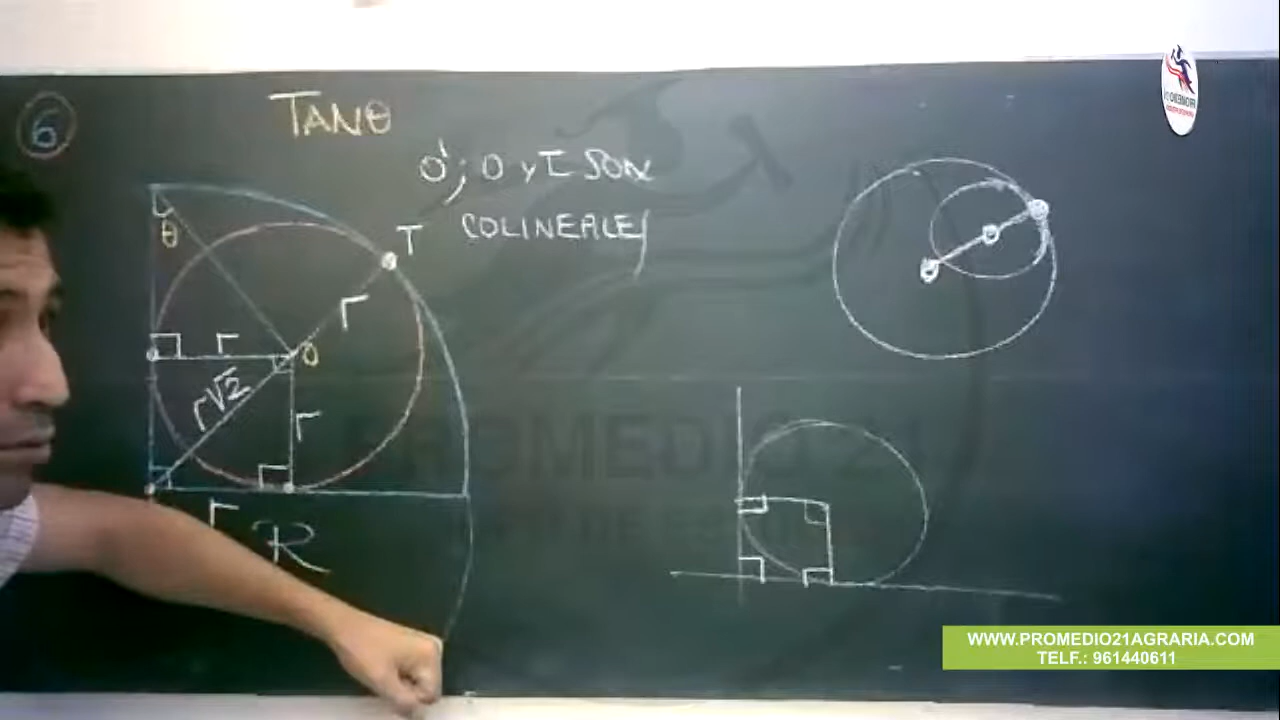 6
TANθ
O'; O y T SON
COLINEALES
θ
T
r
r
O
r√2
r
r
R
WWW.PROMEDIO21AGRARIA.COM
TELF.: 961440611